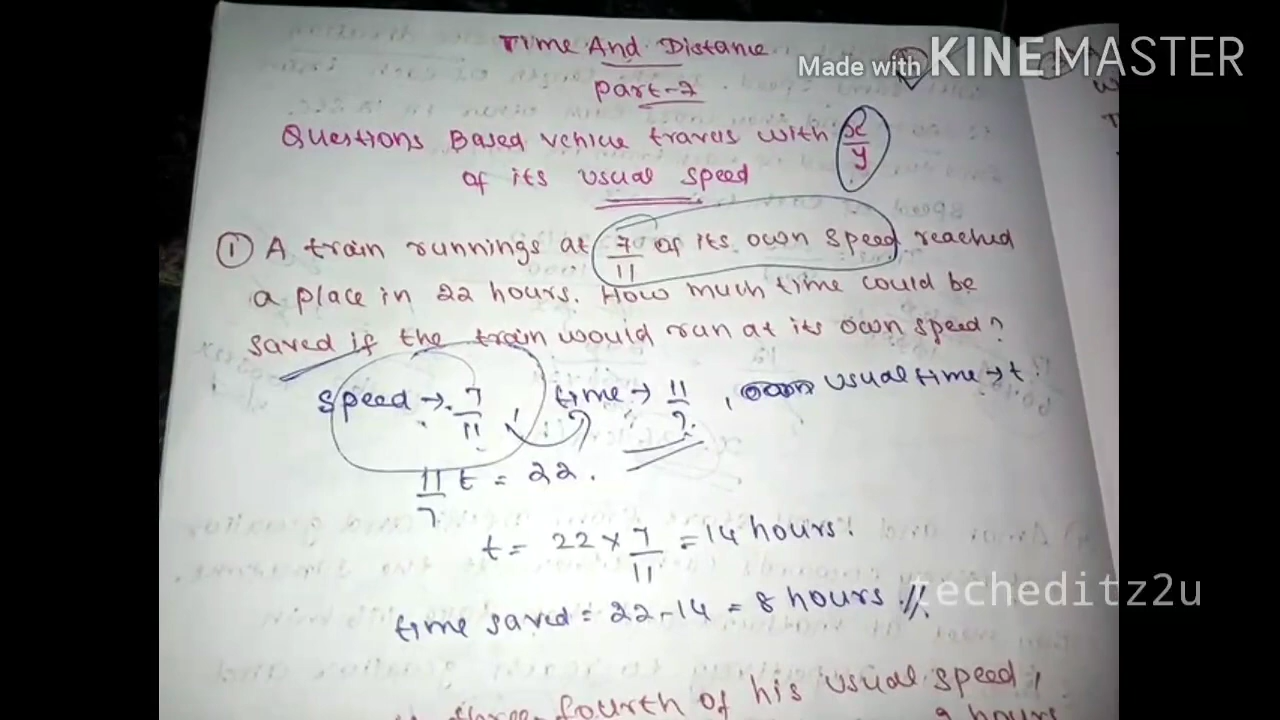 Time And Distance
Made with KINEMASTER
Part-7
Questions Based vehicle travels with x/y
of its usual speed
① A train runnings at 7/11 of its own speed reached
a place in 22 hours. How much time could be
saved if the train would run at its own speed?
speed → 7/11 , time → 11/7 , usual time → t
11/7 t = 22.
t = 22 × 7/11 = 14 hours.
techeditz2u
time saved = 22 - 14 = 8 hours //.
three fourth of his usual speed,
hours